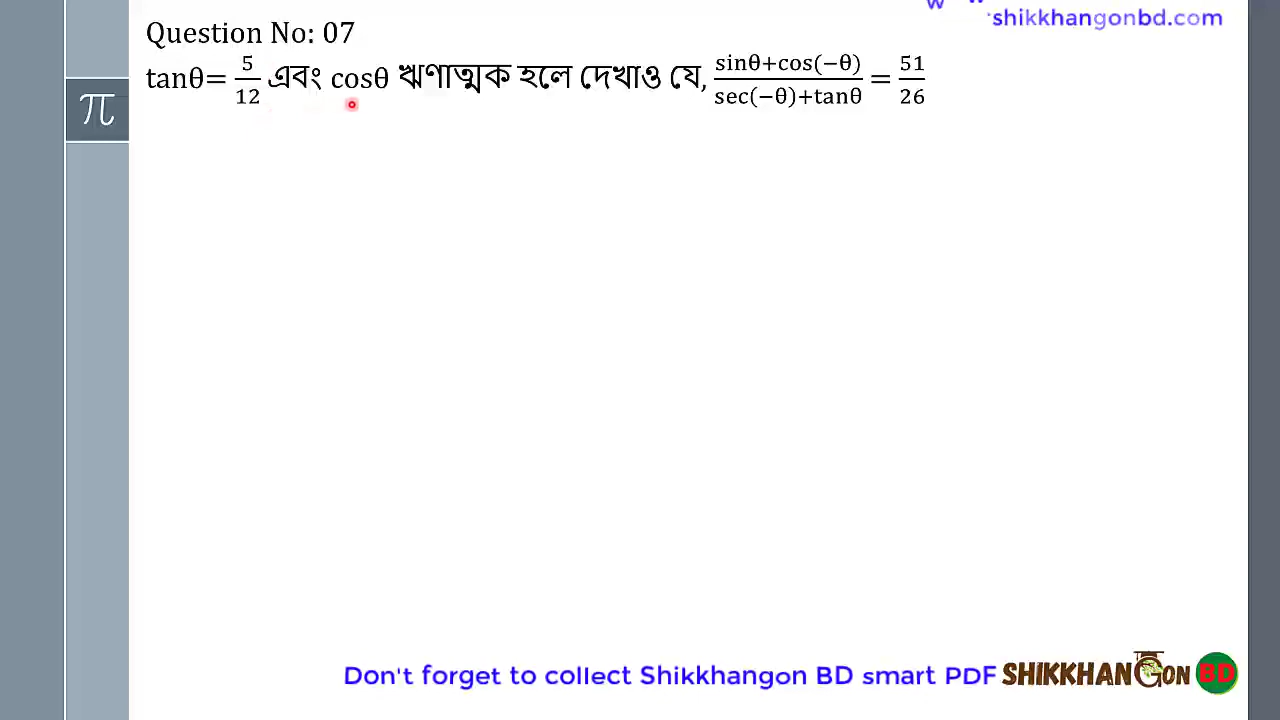 shikkhangonbd.com
Question No: 07
tanθ= 5/12 এবং cosθ ঋণাত্মক হলে দেখাও যে, (sinθ+cos(−θ))/(sec(−θ)+tanθ) = 51/26
π
Don't forget to collect Shikkhangon BD smart PDF SHIKKHANGON BD